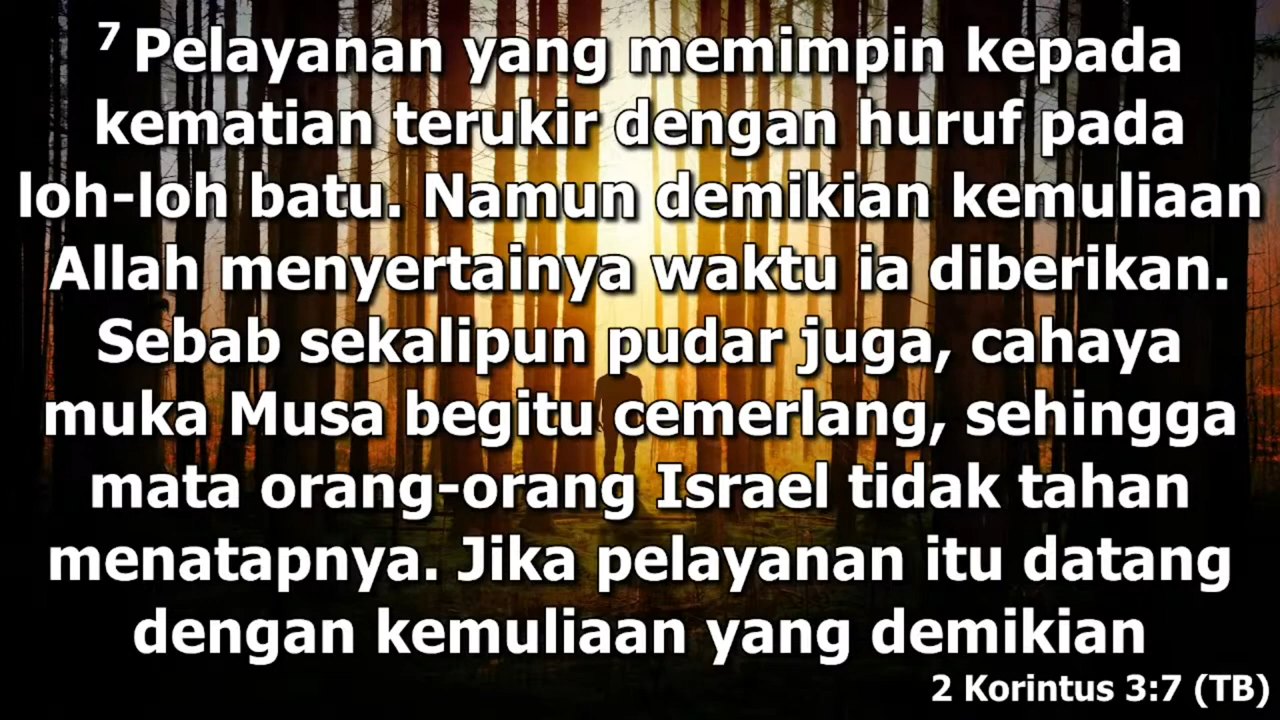 7 Pelayanan yang memimpin kepada
kematian terukir dengan huruf pada
loh-loh batu. Namun demikian kemuliaan
Allah menyertainya waktu ia diberikan.
Sebab sekalipun pudar juga, cahaya
muka Musa begitu cemerlang, sehingga
mata orang-orang Israel tidak tahan
menatapnya. Jika pelayanan itu datang
dengan kemuliaan yang demikian
2 Korintus 3:7 (TB)